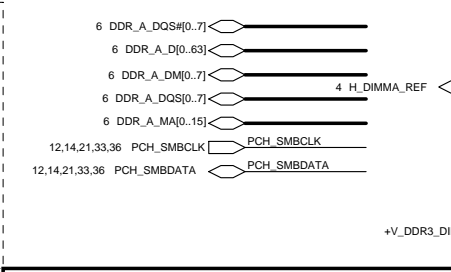 6 DDR_A_DQS#[0..7]
6 DDR_A_D[0..63]
6 DDR_A_DM[0..7]
4 H_DIMMA_REF
6 DDR_A_DQS[0..7]
6 DDR_A_MA[0..15]
12,14,21,33,36 PCH_SMBCLK PCH_SMBCLK
12,14,21,33,36 PCH_SMBDATA PCH_SMBDATA
+V_DDR3_DI